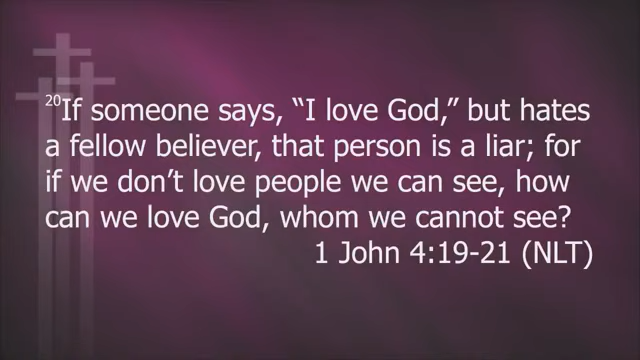 20If someone says, “I love God,” but hates
a fellow believer, that person is a liar; for
if we don’t love people we can see, how
can we love God, whom we cannot see?
1 John 4:19-21 (NLT)